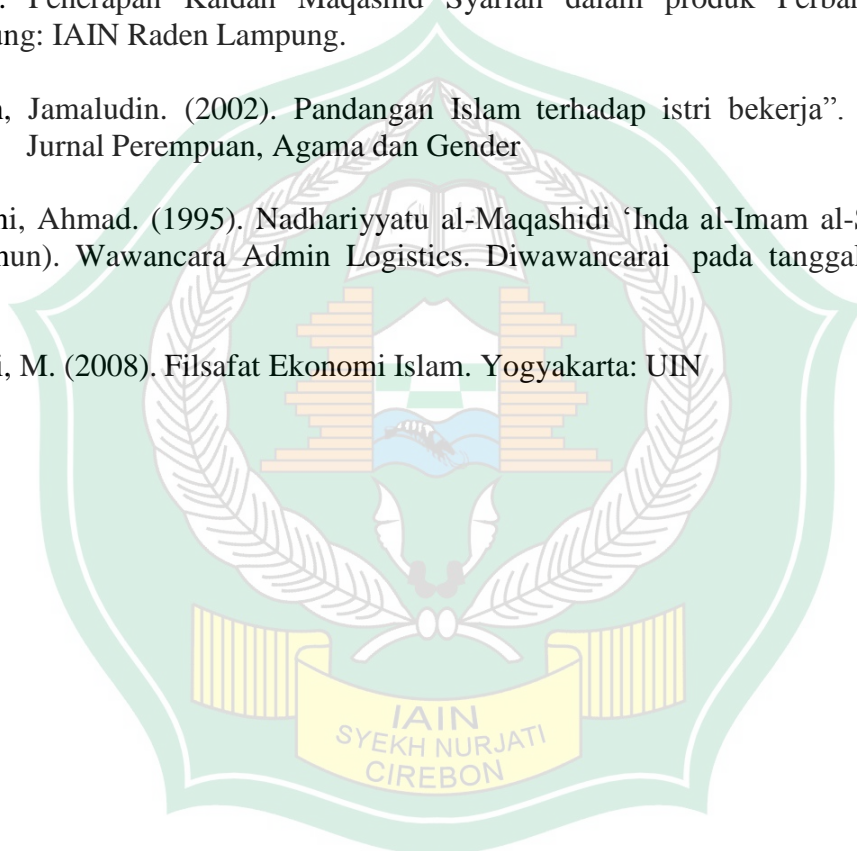 . Penerapan Kaidah Maqashid Syariah dalam produk Perba
ung: IAIN Raden Lampung.
, Jamaludin. (2002). Pandangan Islam terhadap istri bekerja”.
Jurnal Perempuan, Agama dan Gender
ni, Ahmad. (1995). Nadhariyyatu al-Maqashidi ‘Inda al-Imam al-S
hun). Wawancara Admin Logistics. Diwawancarai pada tanggal
i, M. (2008). Filsafat Ekonomi Islam. Yogyakarta: UIN
IAIN
SYEKH NURJATI
CIREBON